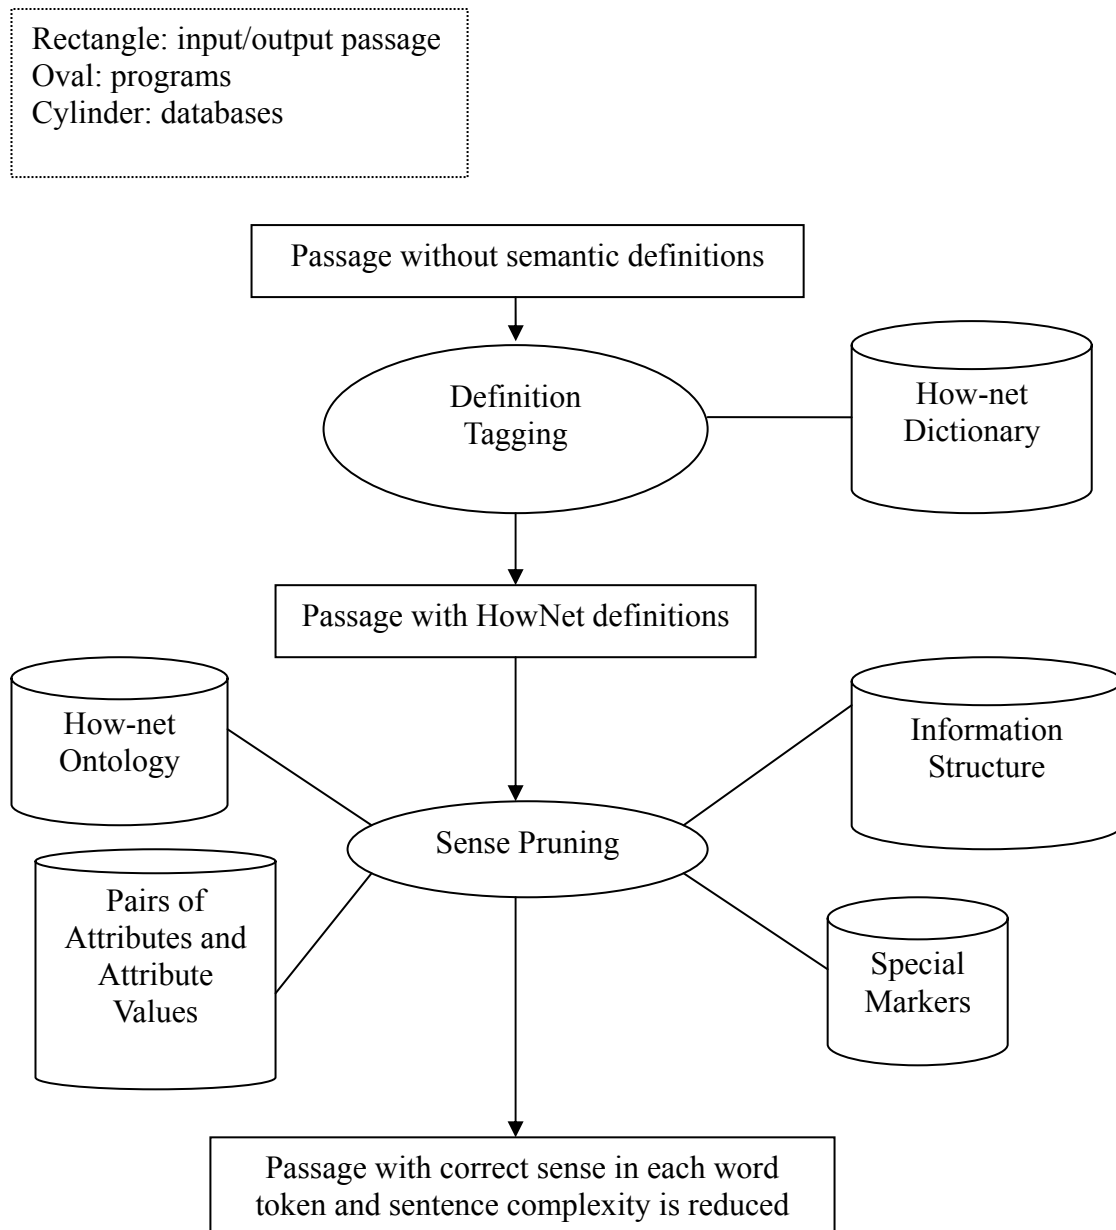 Rectangle: input/output passage
Oval: programs
Cylinder: databases
Passage without semantic definitions
Definition
Tagging
How-net
Dictionary
Passage with HowNet definitions
How-net
Ontology
Information
Structure
Sense Pruning
Pairs of
Attributes and
Attribute
Values
Special
Markers
Passage with correct sense in each word
token and sentence complexity is reduced